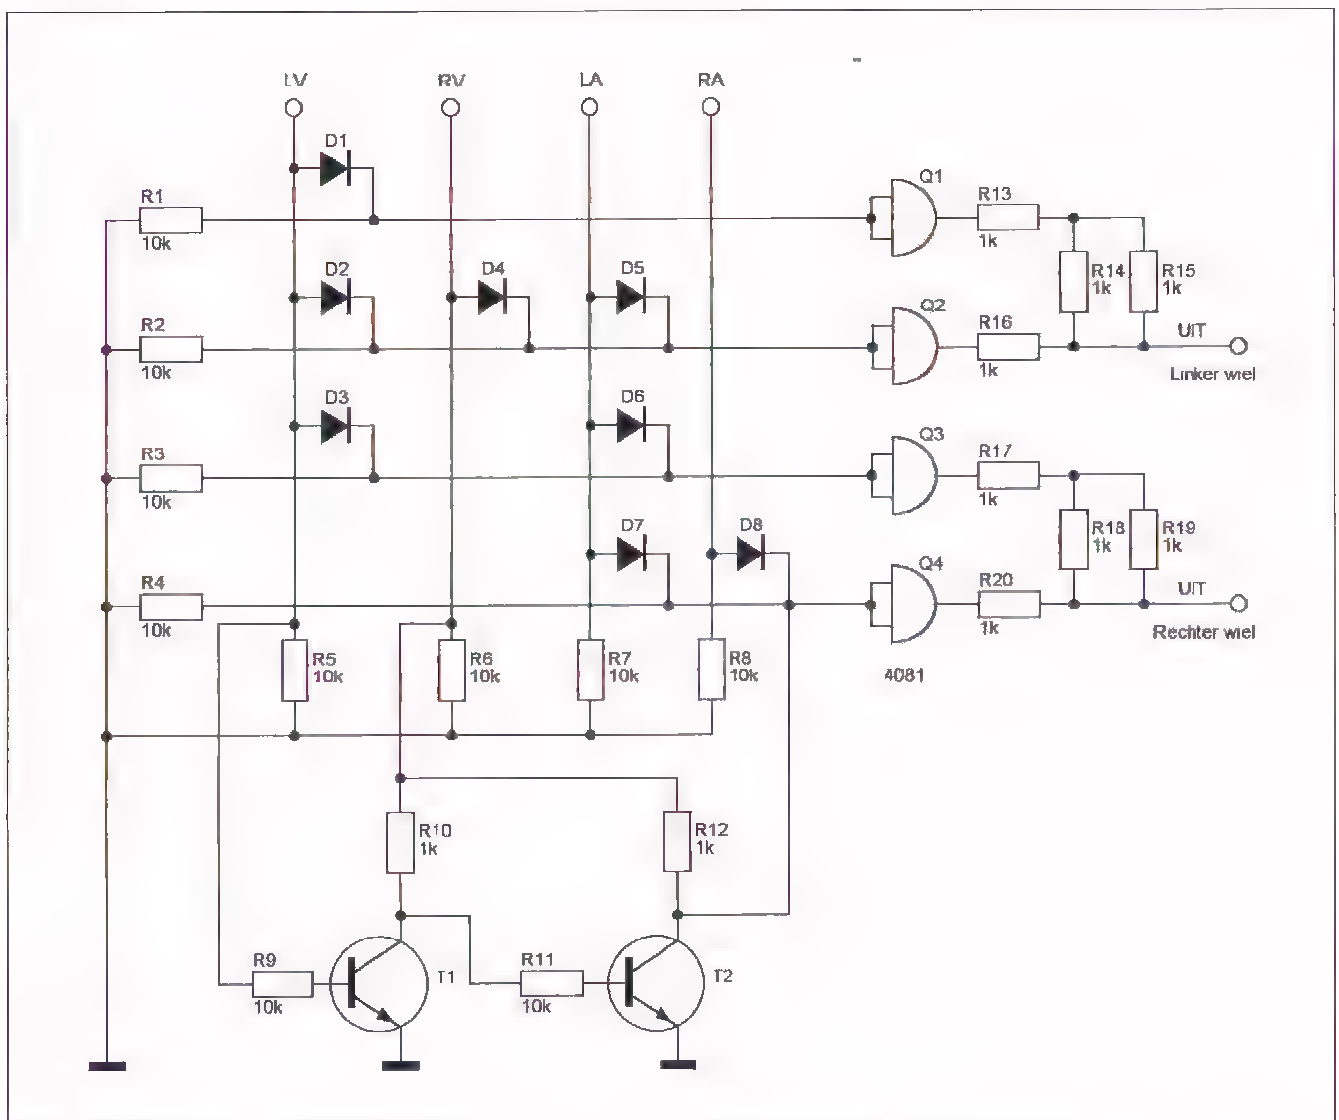 LV
RV
LA
RA
D1
R1
10k
Q1
R13
1k
R14
1k
R15
1k
D2
D4
D5
R2
10k
Q2
R16
1k
UIT
Linker wiel
D3
D6
R3
10k
Q3
R17
1k
R18
1k
R19
1k
D7
D8
R4
10k
Q4
R20
1k
UIT
Rechter wiel
4081
R5
10k
R6
10k
R7
10k
R8
10k
R10
1k
R12
1k
R9
10k
T1
R11
10k
T2